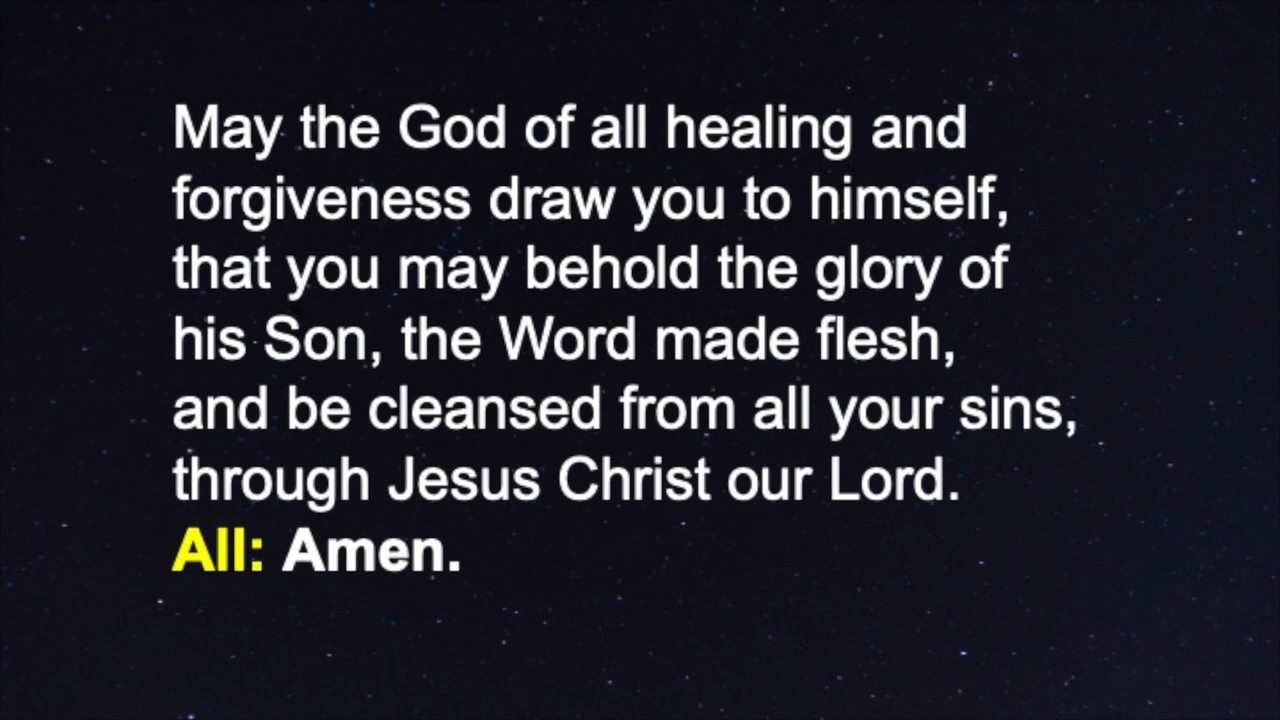 May the God of all healing and
forgiveness draw you to himself,
that you may behold the glory of
his Son, the Word made flesh,
and be cleansed from all your sins,
through Jesus Christ our Lord.
All: Amen.